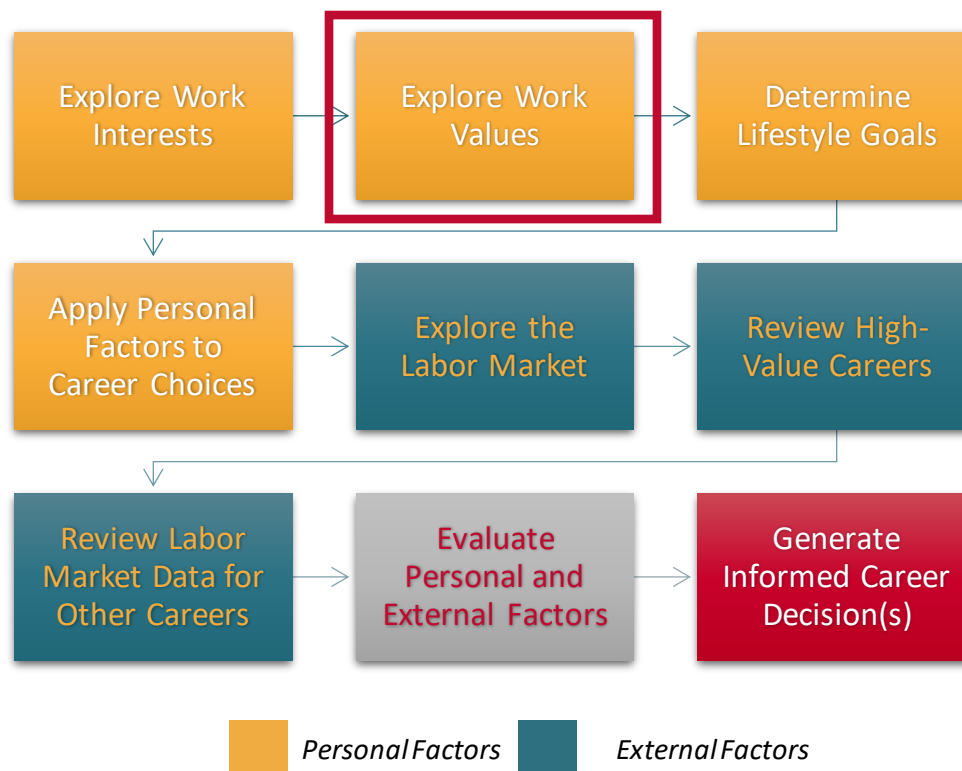 Explore Work
Interests
Explore Work
Values
Determine
Lifestyle Goals
Apply Personal
Factors to
Career Choices
Explore the
Labor Market
Review High-
Value Careers
Review Labor
Market Data for
Other Careers
Evaluate
Personal and
External Factors
Generate
Informed Career
Decision(s)
Personal Factors
External Factors